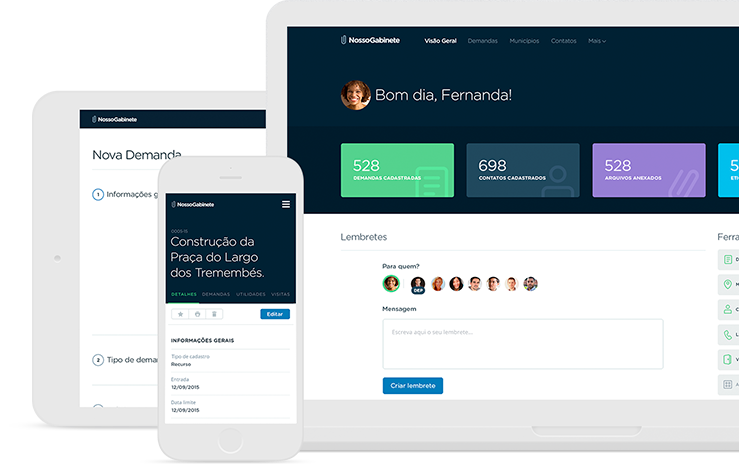 NossoGabinete
Visão Geral
Demandas
Municípios
Contatos
Mais
Bom dia, Fernanda!
528
DEMANDAS CADASTRADAS
698
CONTATOS CADASTRADOS
528
ARQUIVOS ANEXADOS
5
ETI
Lembretes
Para quem?
DEP
Mensagem
Escreva aqui o seu lembrete...
Criar lembrete
Ferra
D
M
C
L
V
A
NossoGabinete
Nova Demanda
1 Informações g
2 Tipo de dema
NossoGabinete
0005-15
Construção da
Praça do Largo
dos Tremembés.
DETALHES DEMANDAS UTILIDADES VISITAS
Editar
INFORMAÇÕES GERAIS
Tipo de cadastro
Recurso
Entrada
12/09/2015
Data limite
12/09/2015